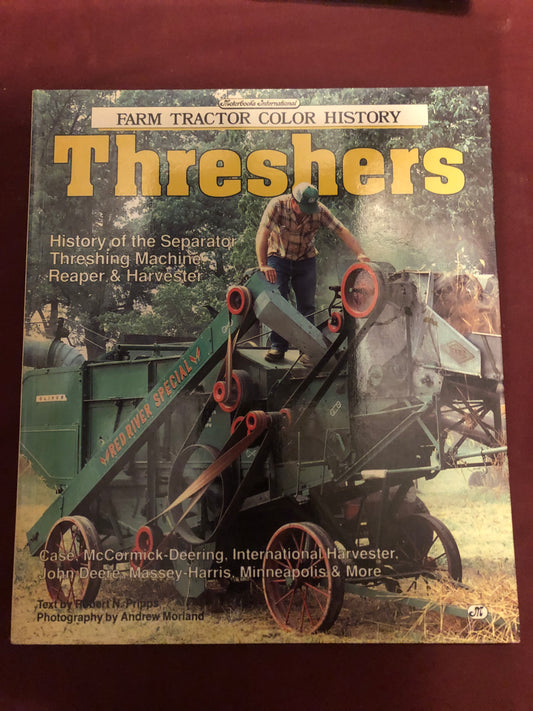 Motorbooks International
FARM TRACTOR COLOR HISTORY
Threshers
History of the Separator
Threshing Machine,
Reaper & Harvester
OLIVER
RED RIVER SPECIAL
Case, McCormick-Deering, International Harvester,
John Deere, Massey-Harris, Minneapolis & More
Text by Robert N. Pripps
Photography by Andrew Morland
M